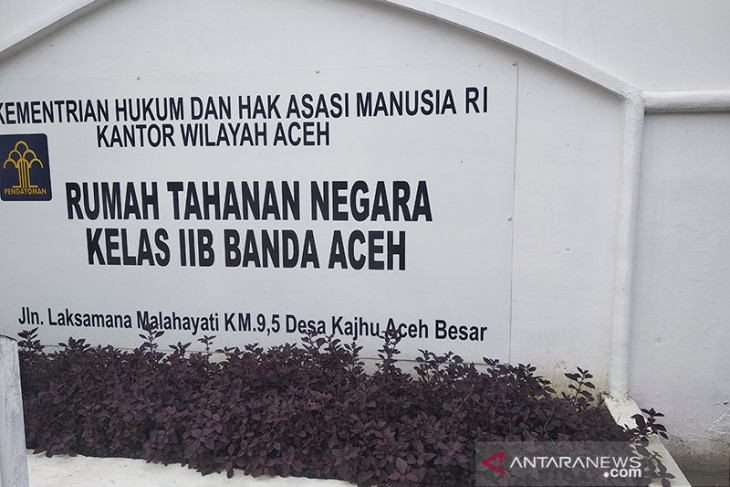 KEMENTRIAN HUKUM DAN HAK ASASI MANUSIA RI
KANTOR WILAYAH ACEH
PENGAYOMAN
RUMAH TAHANAN NEGARA
KELAS IIB BANDA ACEH
Jln. Laksamana Malahayati KM.9,5 Desa Kajhu Aceh Besar
ANTARANEWS
.com